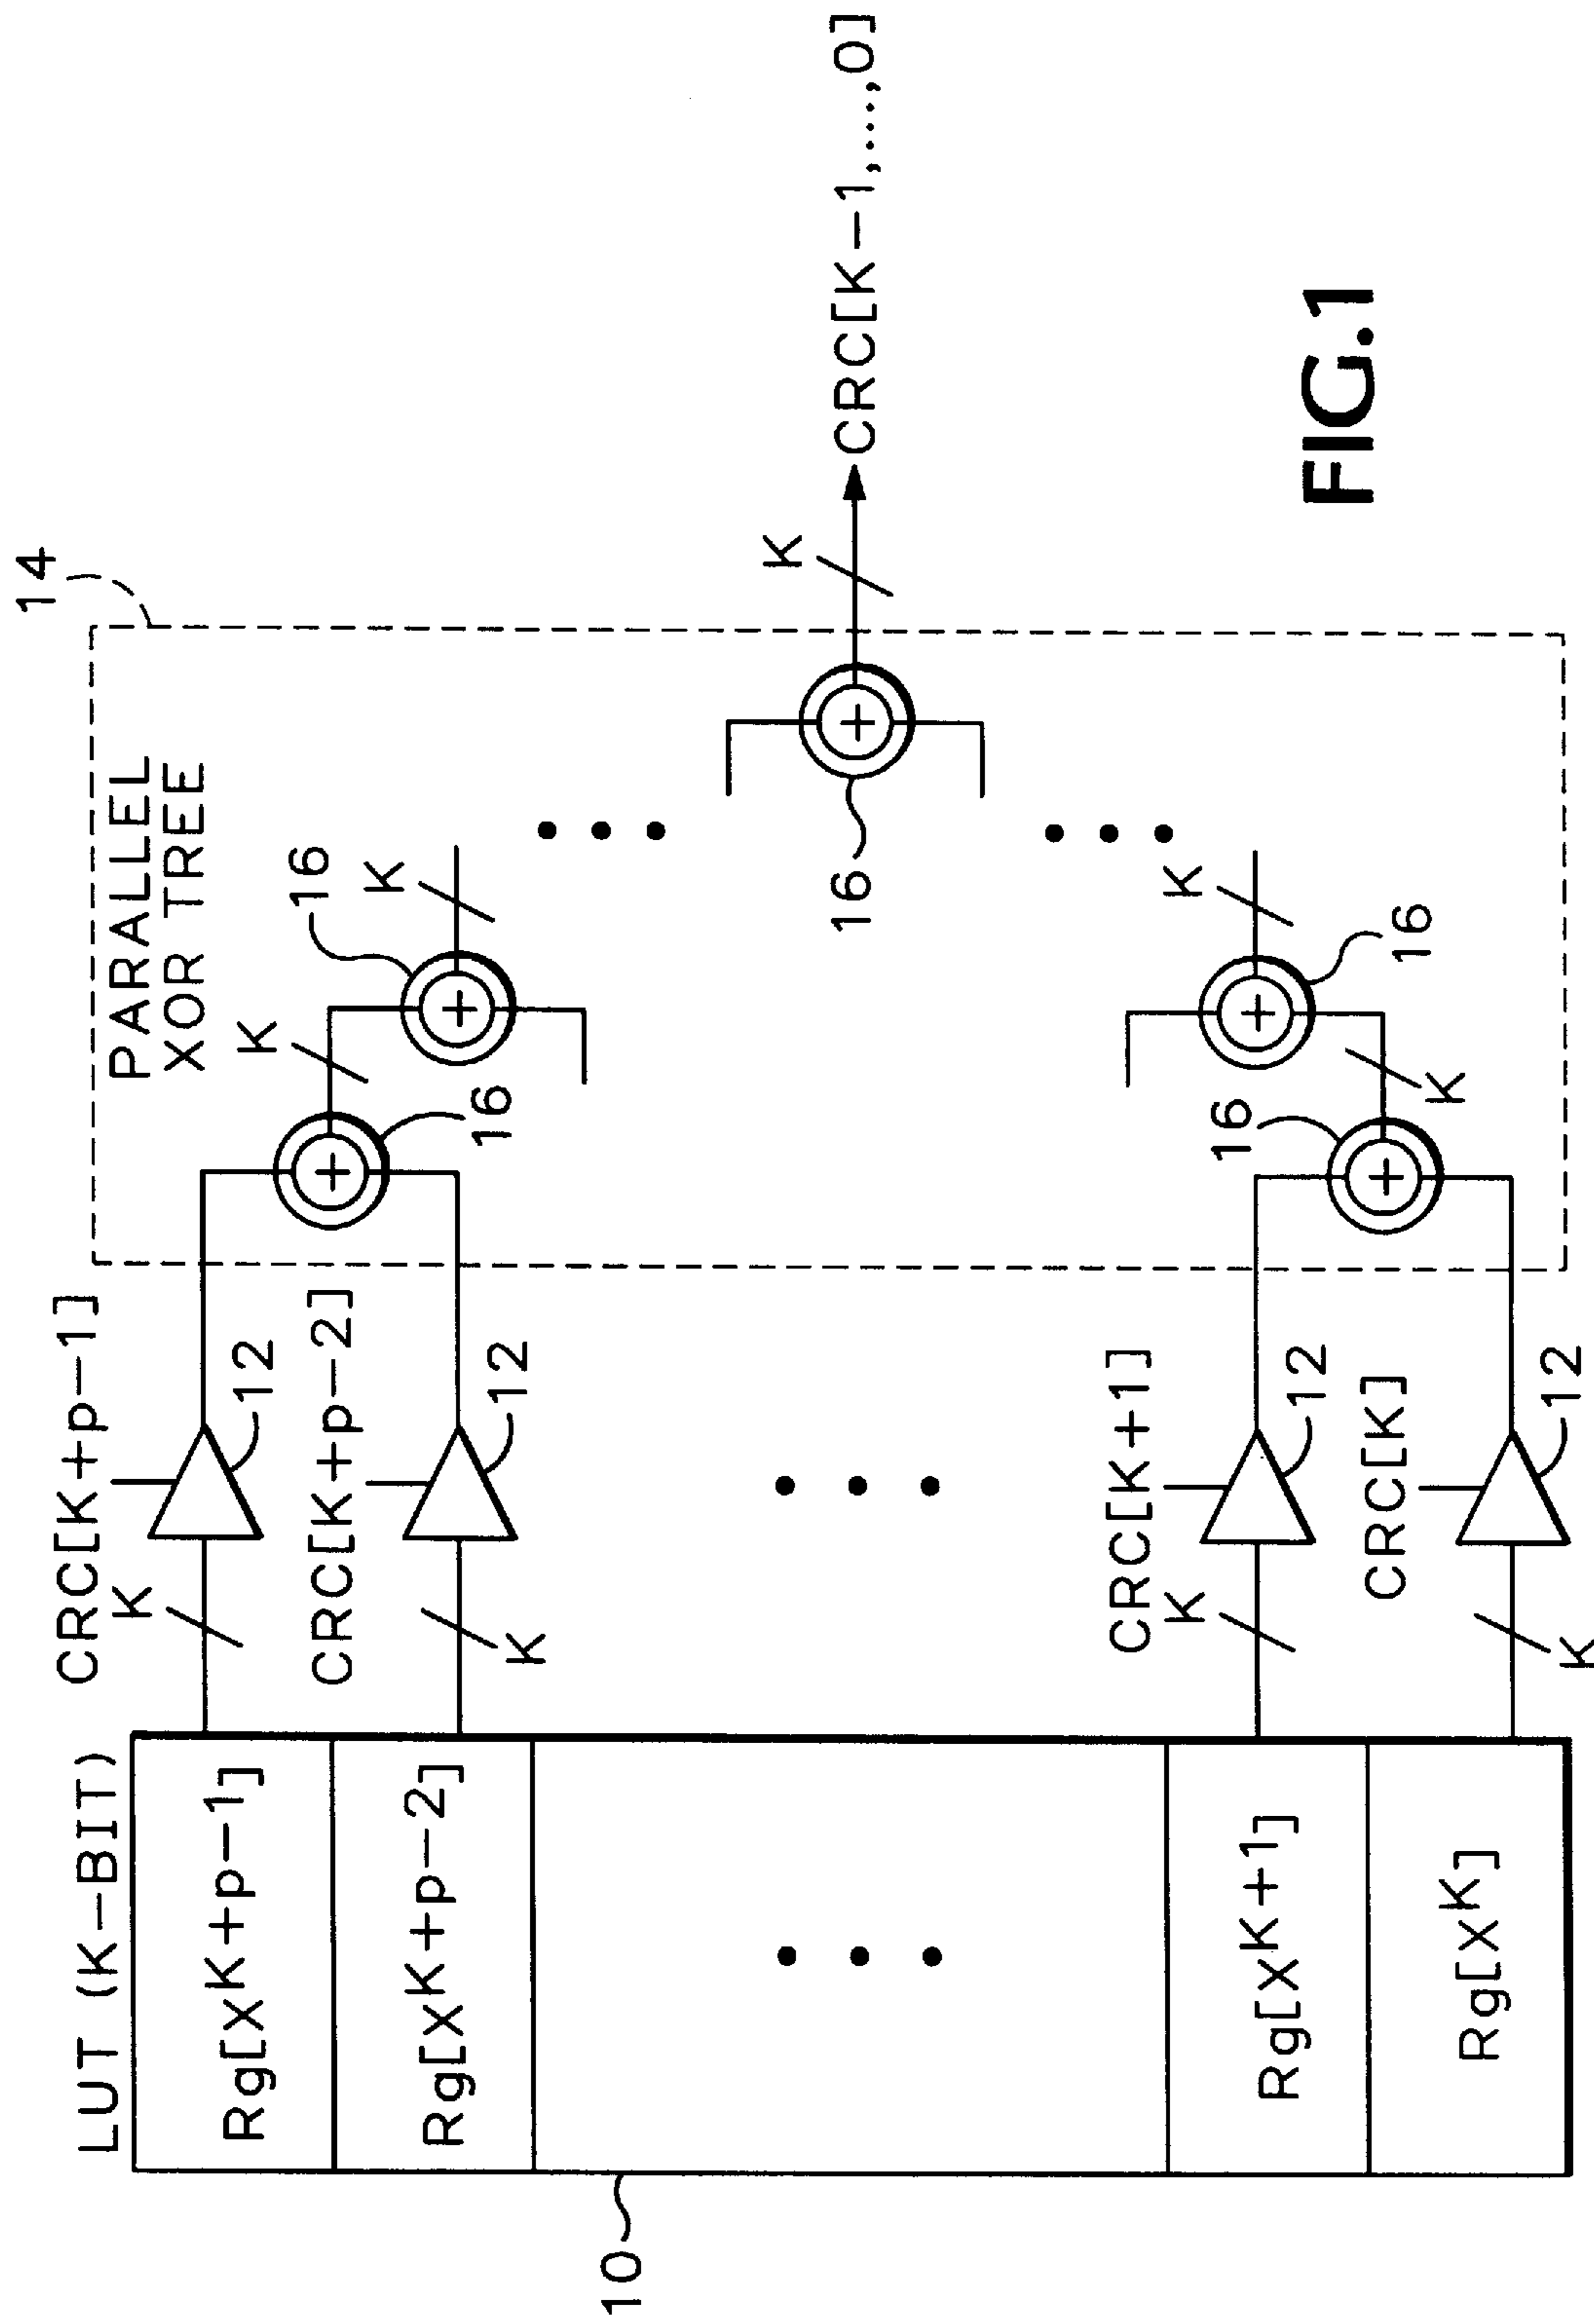 14
PARALLEL
XOR TREE
LUT (K-BIT)
CRC[K+p-1]
K
12
Rg[x^K+p-1]
K
16
16
K
CRC[K+p-2]
K
12
Rg[x^K+p-2]
K
CRC[K-1,...,0]
16
10
CRC[K+1]
K
12
Rg[x^K+1]
16
K
16
K
CRC[K]
K
12
Rg[x^K]
FIG.1